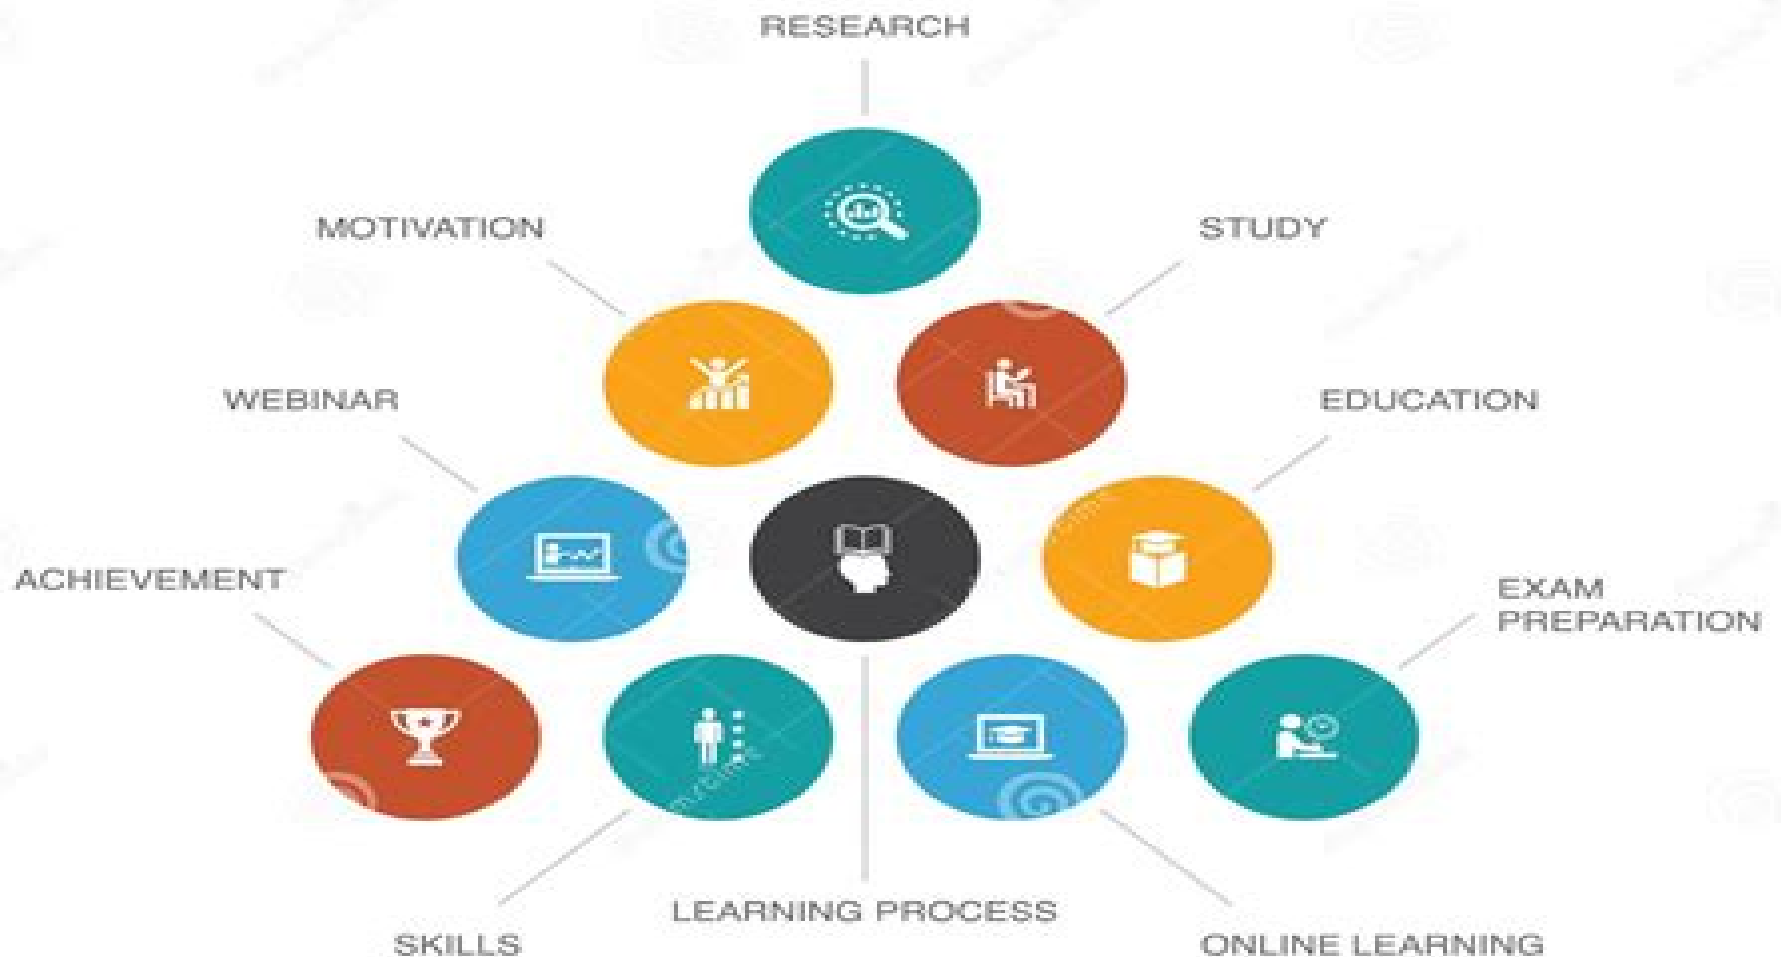 RESEARCH
MOTIVATION
STUDY
WEBINAR
EDUCATION
ACHIEVEMENT
EXAM
PREPARATION
LEARNING PROCESS
SKILLS
ONLINE LEARNING